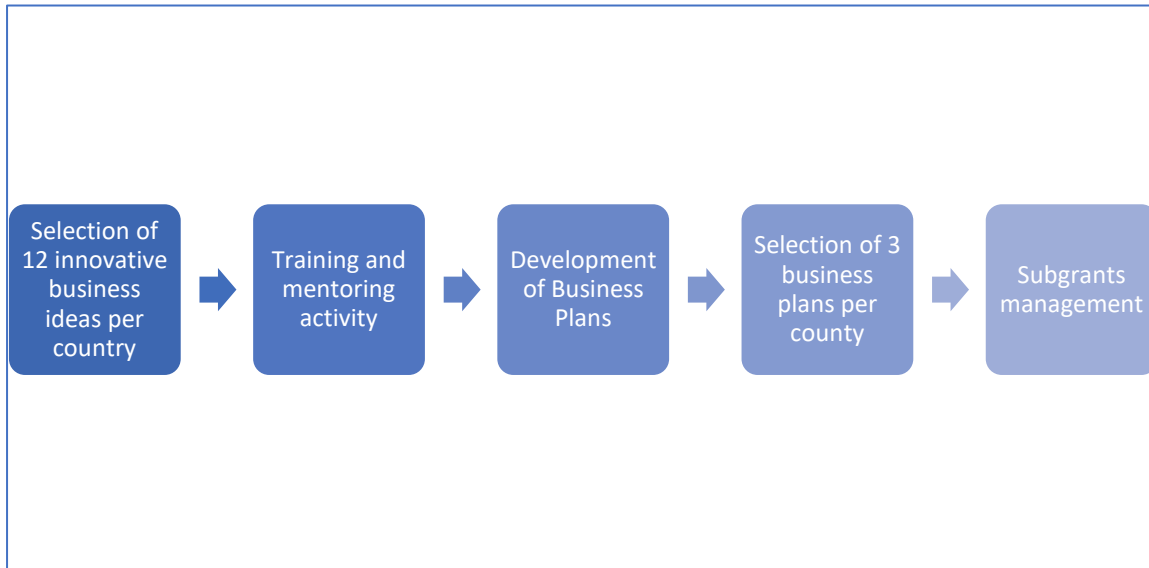 Selection of
12 innovative
business
ideas per
country
Training and
mentoring
activity
Development
of Business
Plans
Selection of 3
business
plans per
county
Subgrants
management